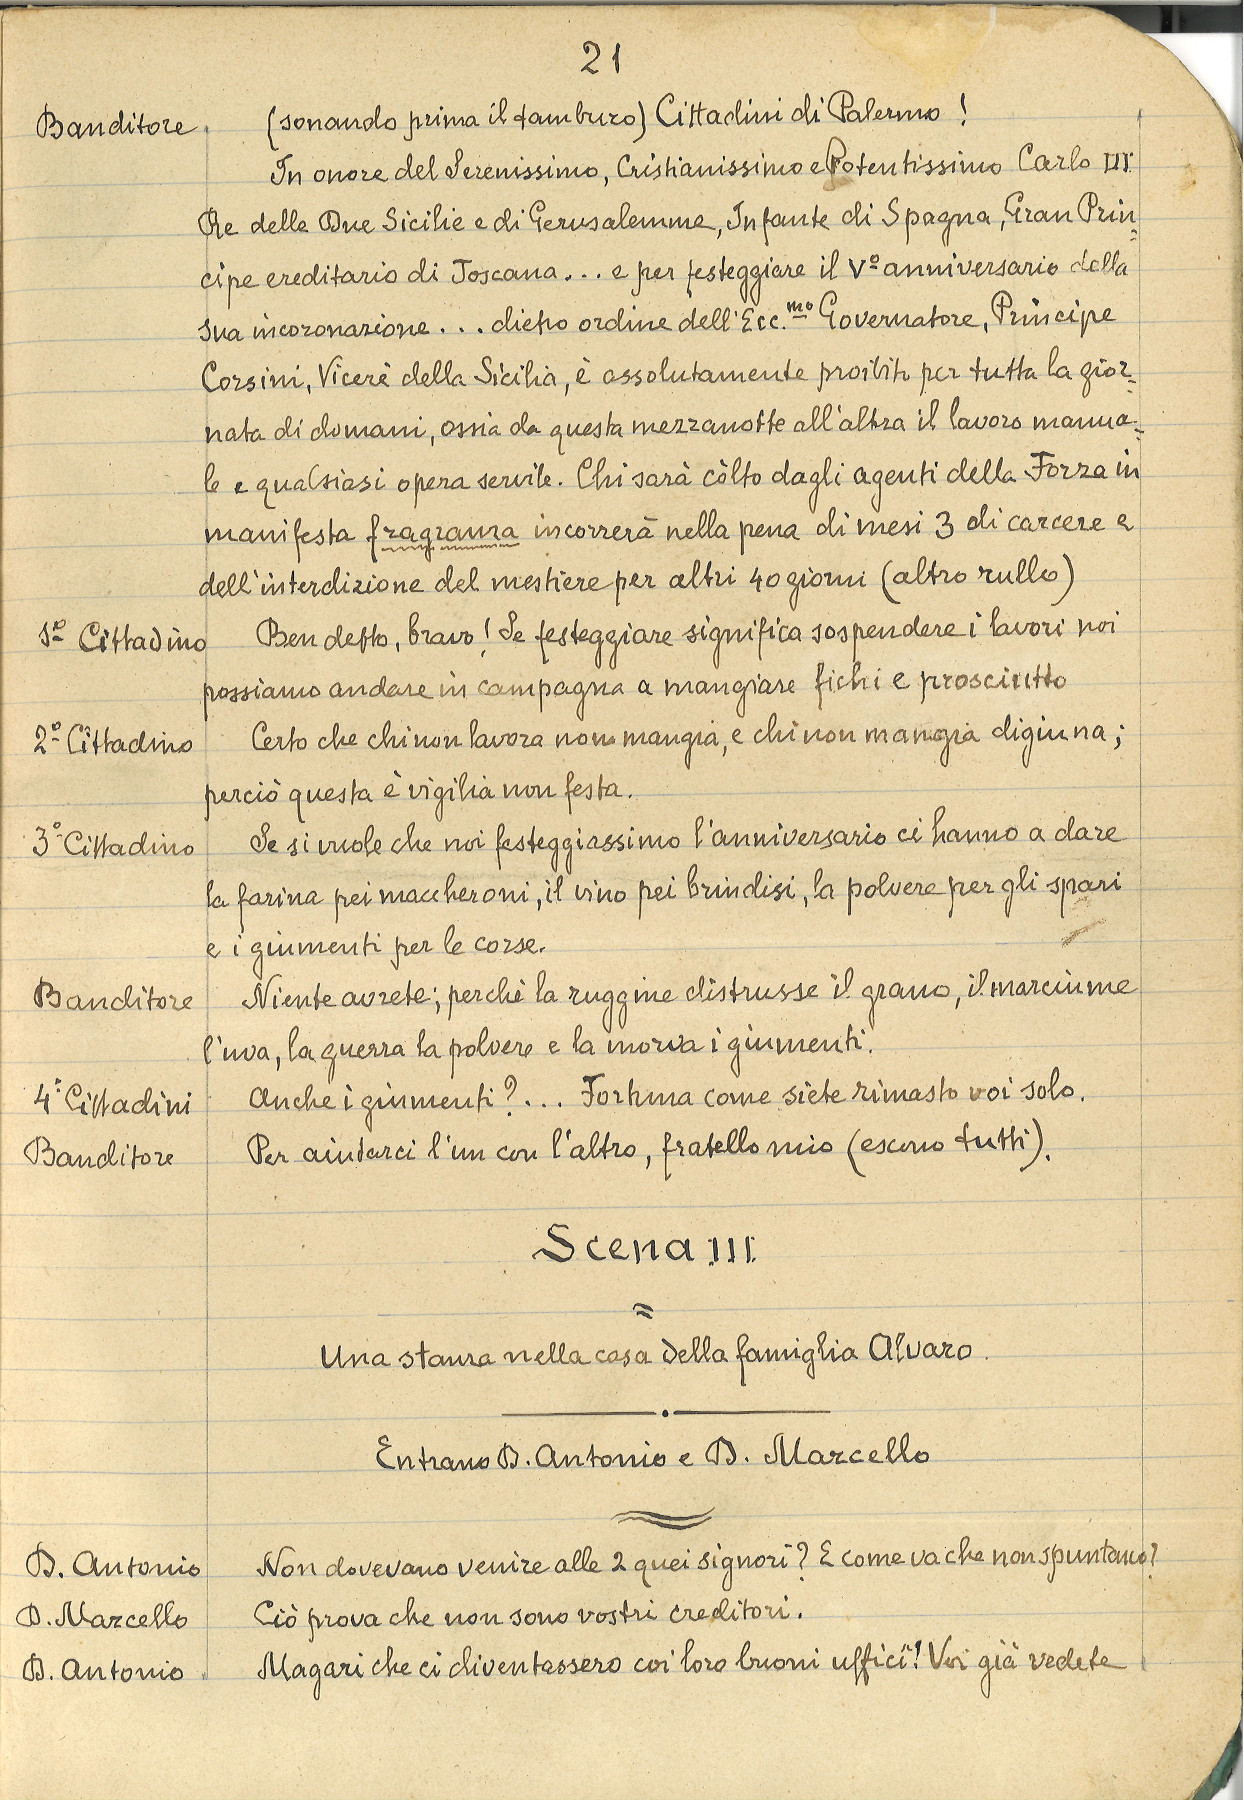 21
Banditore (sonando prima il tamburo) Cittadini di Palermo !
In onore del Serenissimo, Cristianissimo e Potentissimo Carlo III
Re delle Due Sicilie e di Gerusalemme, Infante di Spagna, Gran Prin=
cipe ereditario di Toscana... e per festeggiare il Vº anniversario della
sua incoronazione ... dietro ordine dell'Ecc.mo Governatore, Principe
Corsini, Vicerè della Sicilia, è assolutamente proibito per tutta la gior=
nata di domani, ossia da questa mezzanotte all'altra il lavoro manua=
le e qualsiasi opera servile. Chi sarà còlto dagli agenti della Forza in
manifesta fragranza incorrerà nella pena di mesi 3 di carcere e
dell'interdizione del mestiere per altri 40 giorni (altro rullo)
1º Cittadino Ben detto, bravo! Se festeggiare significa sospendere i lavori noi
possiamo andare in campagna a mangiare fichi e prosciutto
2º Cittadino Certo che chi non lavora non mangia, e chi non mangia digiuna;
perciò questa è vigilia non festa.
3º Cittadino Se si vuole che noi festeggiassimo l'anniversario ci hanno a dare
la farina pei maccheroni, il vino pei brindisi, la polvere per gli spari
e i giumenti per le corse.
Banditore Niente avrete; perchè la ruggine distrusse il grano, il marciume
l'uva, la guerra la polvere e la morva i giumenti.
4º Cittadini Anche i giumenti?... Fortuna come siete rimasto voi solo.
Banditore Per aiutarci l'un con l'altro, fratello mio (escono tutti).
Scena III
=
Una stanza nella casa della famiglia Alvaro.
Entrano D. Antonio e D. Marcello
D. Antonio Non dovevano venire alle 2 quei signori? E come va che non spuntano?
D. Marcello Ciò prova che non sono vostri creditori.
D. Antonio Magari che ci diventassero coi loro buoni uffici! Voi già vedete